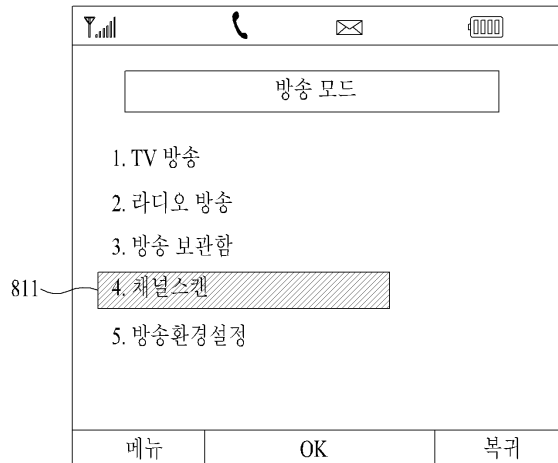 방송 모드
1. TV 방송
2. 라디오 방송
3. 방송 보관함
811
4. 채널스캔
5. 방송환경설정
메뉴 OK 복귀